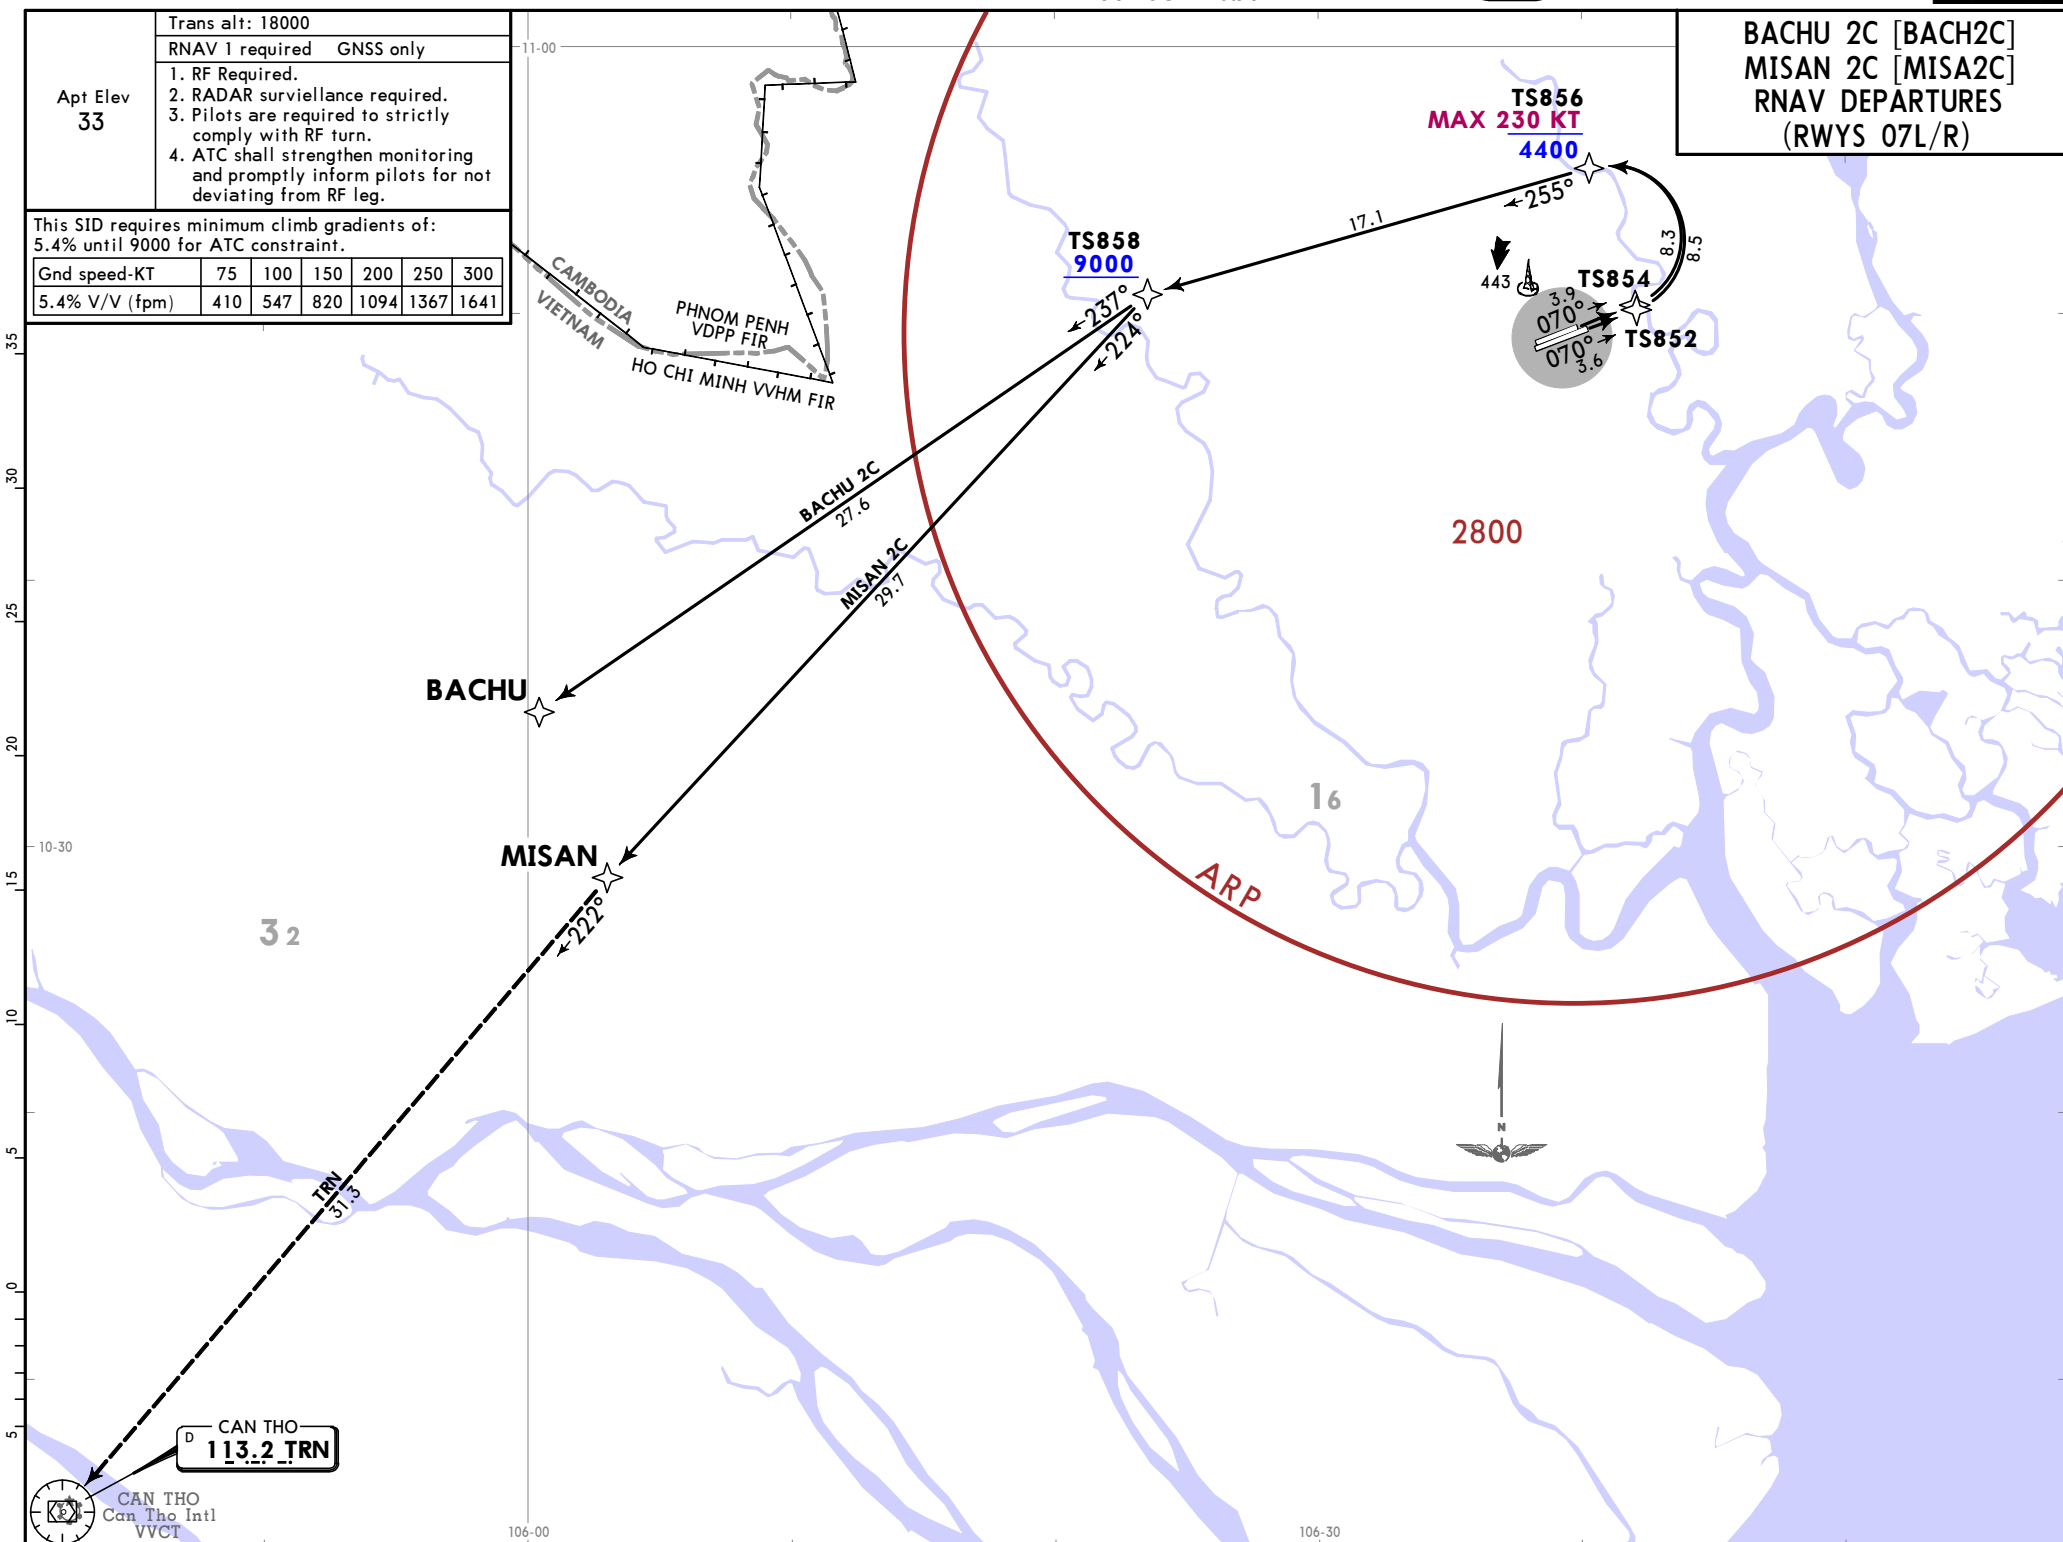 Apt Elev
33
Trans alt: 18000
RNAV 1 required GNSS only
1. RF Required.
2. RADAR surviellance required.
3. Pilots are required to strictly
comply with RF turn.
4. ATC shall strengthen monitoring
and promptly inform pilots for not
deviating from RF leg.
This SID requires minimum climb gradients of:
5.4% until 9000 for ATC constraint.
Gnd speed-KT 75 100 150 200 250 300
5.4% V/V (fpm) 410 547 820 1094 1367 1641
BACHU 2C [BACH2C]
MISAN 2C [MISA2C]
RNAV DEPARTURES
(RWYS 07L/R)
11-00
TS856
MAX 230 KT
4400
255°
17.1
8.3
8.5
TS858
9000
237°
224°
443
TS854
3.9
070°
070°
3.6
TS852
CAMBODIA
VIETNAM
PHNOM PENH
VDPP FIR
HO CHI MINH VVHM FIR
BACHU 2C
27.6
MISAN 2C
29.7
2800
BACHU
16
MISAN
10-30
222°
ARP
32
N
TRN
31.3
CAN THO
D
113.2 TRN
CAN THO
Can Tho Intl
VVCT
106-00
106-30
35
30
25
20
15
10
5
0
5